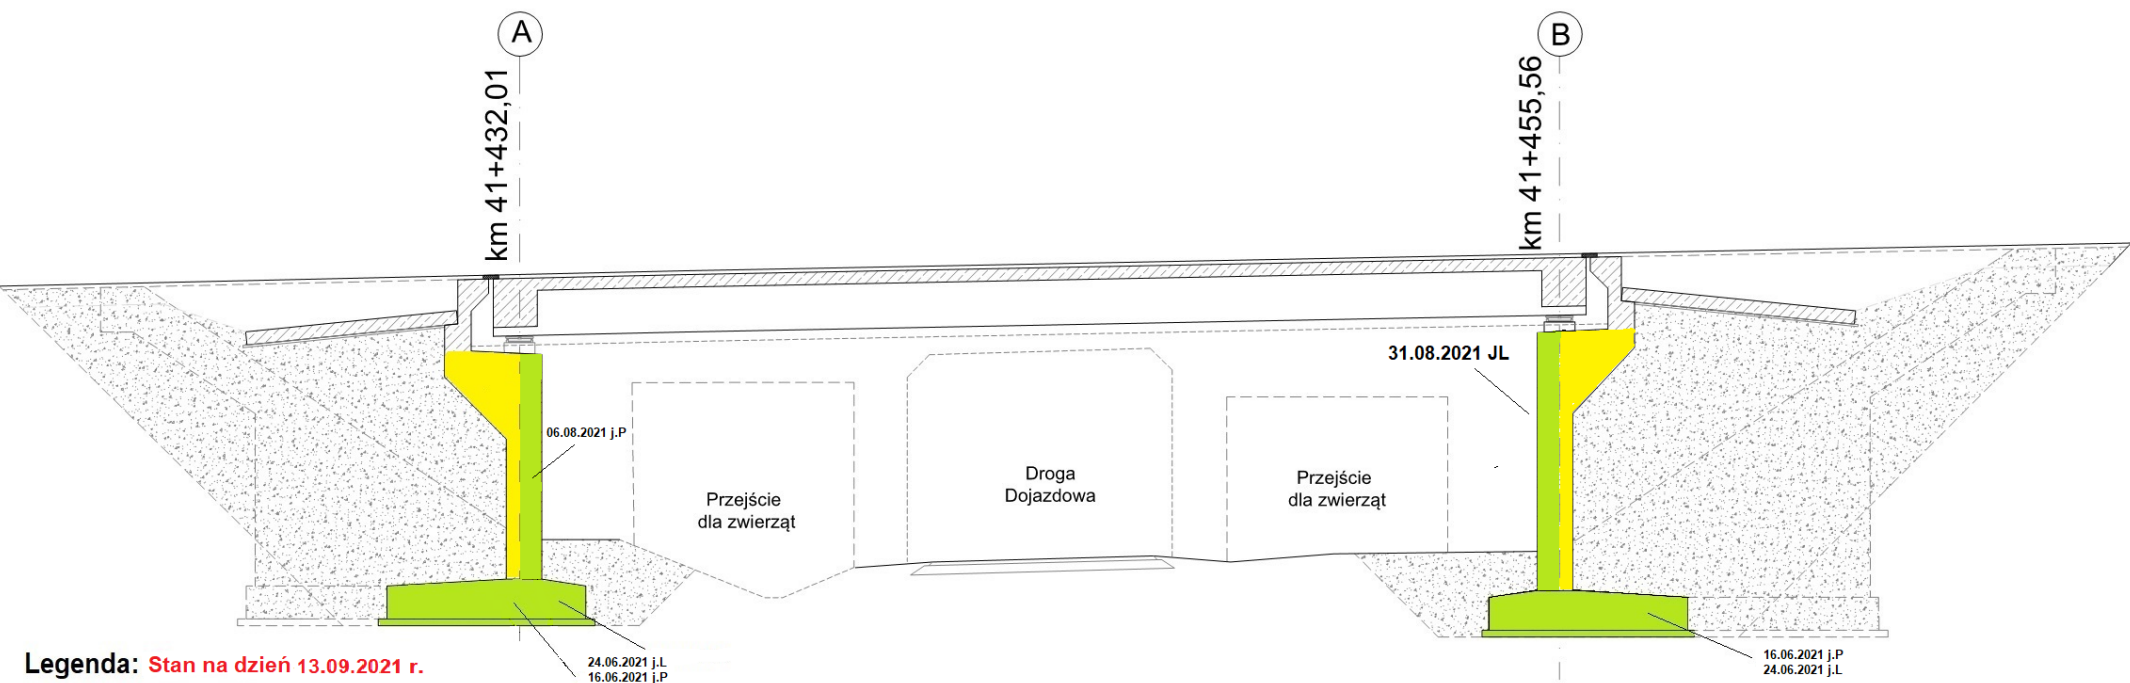 A
B
km 41+432,01
km 41+455,56
31.08.2021 JL
06.08.2021 j.P
Przejście
dla zwierząt
Droga
Dojazdowa
Przejście
dla zwierząt
24.06.2021 j.L
16.06.2021 j.P
16.06.2021 j.P
24.06.2021 j.L
Legenda: Stan na dzień 13.09.2021 r.